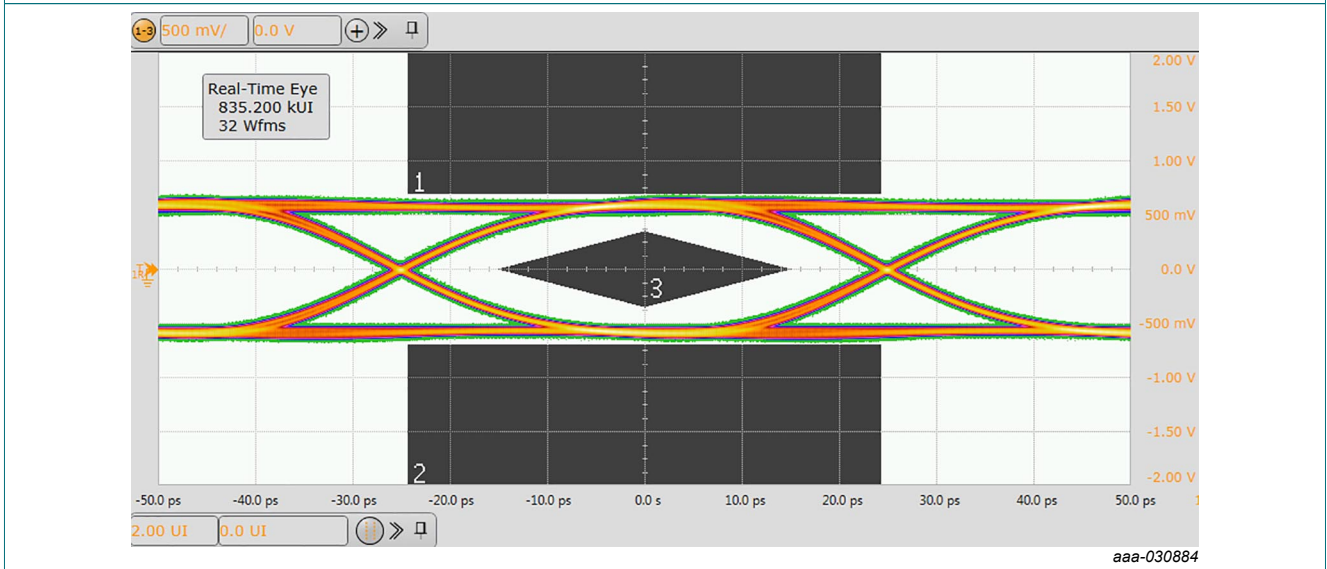 1-3 500 mV/ 0.0 V
2.00 V
Real-Time Eye
835.200 kUI
32 Wfms
1.50 V
1.00 V
1
500 mV
0.0 V
3
-500 mV
-1.00 V
-1.50 V
2
-2.00 V
-50.0 ps -40.0 ps -30.0 ps -20.0 ps -10.0 ps 0.0 s 10.0 ps 20.0 ps 30.0 ps 40.0 ps 50.0 ps
2.00 UI 0.0 UI
aaa-030884